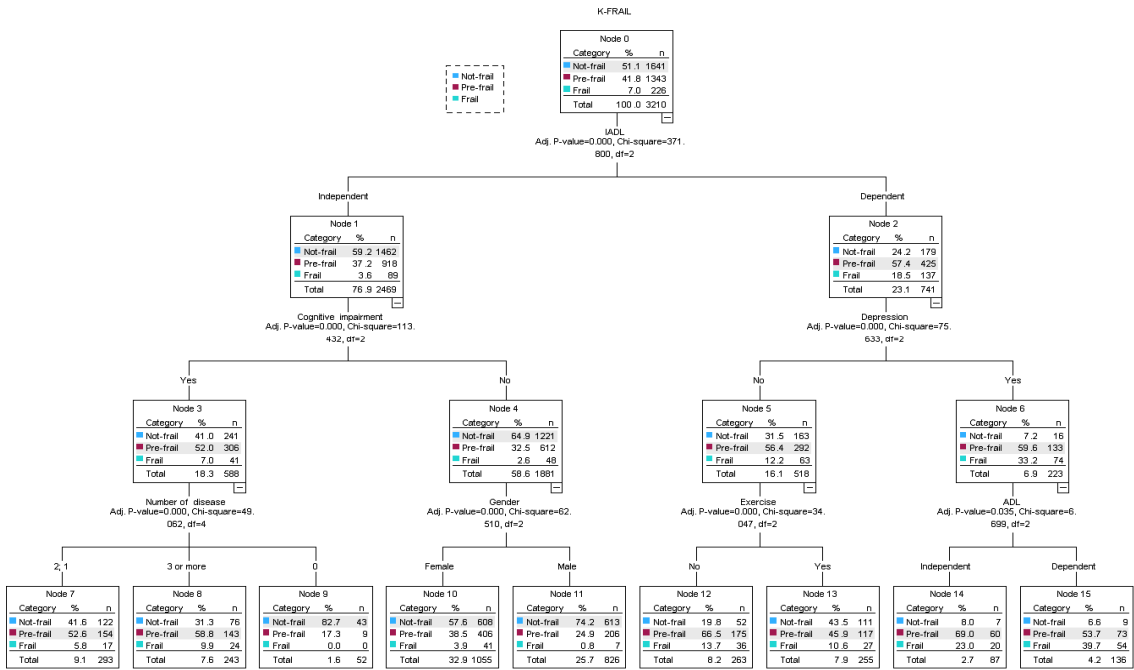 K-FRAIL
Not-frail
Pre-frail
Frail
Node 0
Category % n
Not-frail 51.1 1641
Pre-frail 41.8 1343
Frail 7.0 226
Total 100.0 3210
IADL
Adj. P-value=0.000, Chi-square=371.
800, df=2
Independent
Dependent
Node 1
Category % n
Not-frail 59.2 1462
Pre-frail 37.2 918
Frail 3.6 89
Total 76.9 2469
Node 2
Category % n
Not-frail 24.2 179
Pre-frail 57.4 425
Frail 18.5 137
Total 23.1 741
Cognitive impairment
Adj. P-value=0.000, Chi-square=113.
432, df=2
Depression
Adj. P-value=0.000, Chi-square=75.
633, df=2
Yes
No
No
Yes
Node 3
Category % n
Not-frail 41.0 241
Pre-frail 52.0 306
Frail 7.0 41
Total 18.3 588
Node 4
Category % n
Not-frail 64.9 1221
Pre-frail 32.5 612
Frail 2.6 48
Total 58.6 1881
Node 5
Category % n
Not-frail 31.5 163
Pre-frail 56.4 292
Frail 12.2 63
Total 16.1 518
Node 6
Category % n
Not-frail 7.2 16
Pre-frail 59.6 133
Frail 33.2 74
Total 6.9 223
Number of disease
Adj. P-value=0.000, Chi-square=49.
062, df=4
Gender
Adj. P-value=0.000, Chi-square=62.
510, df=2
Exercise
Adj. P-value=0.000, Chi-square=34.
047, df=2
ADL
Adj. P-value=0.035, Chi-square=6.
699, df=2
2; 1
3 or more
0
Female
Male
No
Yes
Independent
Dependent
Node 7
Category % n
Not-frail 41.6 122
Pre-frail 52.6 154
Frail 5.8 17
Total 9.1 293
Node 8
Category % n
Not-frail 31.3 76
Pre-frail 58.8 143
Frail 9.9 24
Total 7.6 243
Node 9
Category % n
Not-frail 82.7 43
Pre-frail 17.3 9
Frail 0.0 0
Total 1.6 52
Node 10
Category % n
Not-frail 57.6 608
Pre-frail 38.5 406
Frail 3.9 41
Total 32.9 1055
Node 11
Category % n
Not-frail 74.2 613
Pre-frail 24.9 206
Frail 0.8 7
Total 25.7 826
Node 12
Category % n
Not-frail 19.8 52
Pre-frail 66.5 175
Frail 13.7 36
Total 8.2 263
Node 13
Category % n
Not-frail 43.5 111
Pre-frail 45.9 117
Frail 10.6 27
Total 7.9 255
Node 14
Category % n
Not-frail 8.0 7
Pre-frail 69.0 60
Frail 23.0 20
Total 2.7 87
Node 15
Category % n
Not-frail 6.6 9
Pre-frail 53.7 73
Frail 39.7 54
Total 4.2 136